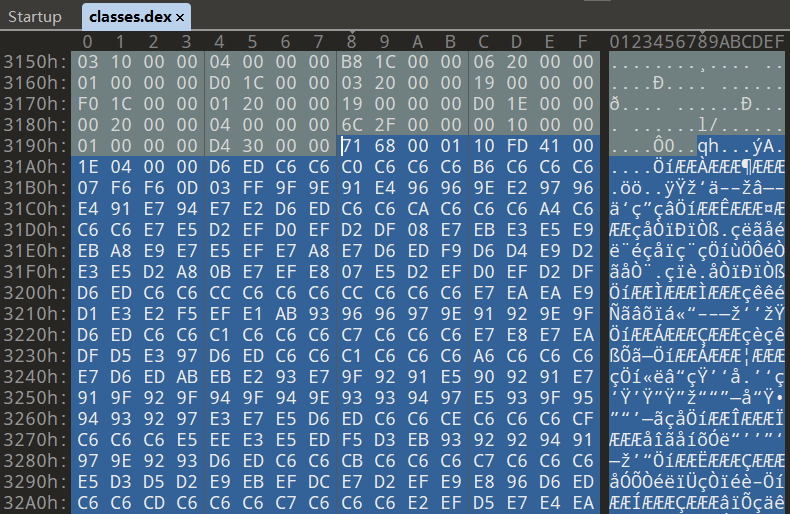 Startup classes.dex ×
0 1 2 3 4 5 6 7 8 9 A B C D E F 0123456789ABCDEF
3150h: 03 10 00 00 04 00 00 00 B8 1C 00 00 06 20 00 00 ........¸.... ..
3160h: 01 00 00 00 D0 1C 00 00 03 20 00 00 19 00 00 00 ....Ð.... ......
3170h: F0 1C 00 00 01 20 00 00 19 00 00 00 D0 1E 00 00 ð.... ......Ð...
3180h: 00 20 00 00 04 00 00 00 6C 2F 00 00 00 10 00 00 . ......l/......
3190h: 01 00 00 00 D4 30 00 00 71 68 00 01 10 FD 41 00 ....Ô0..qh...ýA.
31A0h: 1E 04 00 00 D6 ED C6 C6 C0 C6 C6 C6 B6 C6 C6 C6 ....ÖíÆÆÀÆÆÆ¶ÆÆÆ
31B0h: 07 F6 F6 0D 03 FF 9F 9E 91 E4 96 96 9E E2 97 96 .öö..ÿŸž‘ä––žâ—–
31C0h: E4 91 E7 94 E7 E2 D6 ED C6 C6 CA C6 C6 C6 A4 C6 ä‘ç”çâÖíÆÆÊÆÆÆ¤Æ
31D0h: C6 C6 E7 E5 D2 EF D0 EF D2 DF 08 E7 EB E3 E5 E9 ÆÆçåÒïÐïÒß.çëãåé
31E0h: EB A8 E9 E7 E5 EF E7 A8 E7 D6 ED F9 D6 D4 E9 D2 ë¨éçåïç¨çÖíùÖÔéÒ
31F0h: E3 E5 D2 A8 0B E7 EF E8 07 E5 D2 EF D0 EF D2 DF ãåÒ¨.çïè.åÒïÐïÒß
3200h: D6 ED C6 C6 CC C6 C6 C6 CC C6 C6 C6 E7 EA EA E9 ÖíÆÆÌÆÆÆÌÆÆÆçêêé
3210h: D1 E3 E2 F5 EF E1 AB 93 96 96 97 9E 91 92 9E 9F Ñãâõïá«“––—ž‘’žŸ
3220h: D6 ED C6 C6 C1 C6 C6 C6 C7 C6 C6 C6 E7 E8 E7 EA ÖíÆÆÁÆÆÆÇÆÆÆçèçê
3230h: DF D5 E3 97 D6 ED C6 C6 C1 C6 C6 C6 A6 C6 C6 C6 ßÕã—ÖíÆÆÁÆÆÆ¦ÆÆÆ
3240h: E7 D6 ED AB EB E2 93 E7 9F 92 91 E5 90 92 91 E7 çÖí«ëâ“çŸ’‘å.’‘ç
3250h: 91 9F 92 9F 94 9F 94 9E 93 93 94 97 E5 93 9F 95 ‘Ÿ’Ÿ”Ÿ”ž““”—å“Ÿ•
3260h: 94 93 92 97 E3 E7 E5 D6 ED C6 C6 CE C6 C6 C6 CF ”“’—ãçåÖíÆÆÎÆÆÆÏ
3270h: C6 C6 C6 E5 EE E3 E5 ED F5 D3 EB 93 92 92 94 91 ÆÆÆåîãåíõÓë“’’”‘
3280h: 97 9E 92 93 D6 ED C6 C6 CB C6 C6 C6 C7 C6 C6 C6 —ž’“ÖíÆÆËÆÆÆÇÆÆÆ
3290h: E5 D3 D5 D2 E9 EB EF DC E7 D2 EF E9 E8 96 D6 ED åÓÕÒéëïÜçÒïéè–Öí
32A0h: C6 C6 CD C6 C6 C6 C7 C6 C6 C6 E2 EF D5 E7 E4 EA ÆÆÍÆÆÆÇÆÆÆâïÕçäê